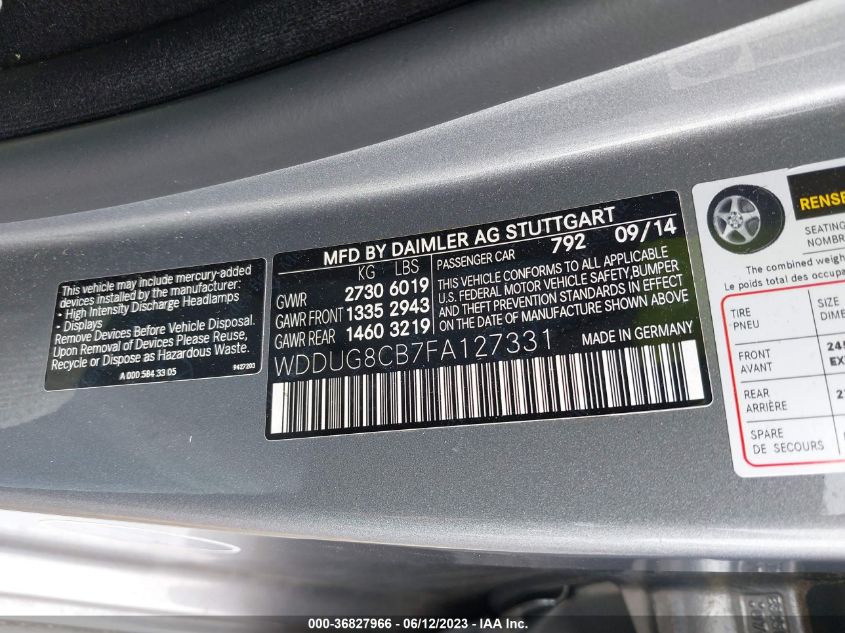 This vehicle may include mercury-added
devices installed by the manufacturer:
- High Intensity Discharge Headlamps
- Displays
Remove Devices Before Vehicle Disposal.
Upon Removal of Devices Please Reuse,
Recycle or Dispose as Hazardous Waste.
A 000 584 33 05
9427203
MFD BY DAIMLER AG STUTTGART
KG LBS
GVWR 2730 6019
GAWR FRONT 1335 2943
GAWR REAR 1460 3219
PASSENGER CAR 792 09/14
THIS VEHICLE CONFORMS TO ALL APPLICABLE
U.S. FEDERAL MOTOR VEHICLE SAFETY,BUMPER
AND THEFT PREVENTION STANDARDS IN EFFECT
ON THE DATE OF MANUFACTURE SHOWN ABOVE
WDDUG8CB7FA127331
MADE IN GERMANY
SEATING
The combined weigh
Le poids total des
TIRE SIZE
PNEU
FRONT
AVANT
REAR
ARRIÈRE
SPARE
DE SECOURS
000-36827966 - 06/12/2023 - IAA Inc.